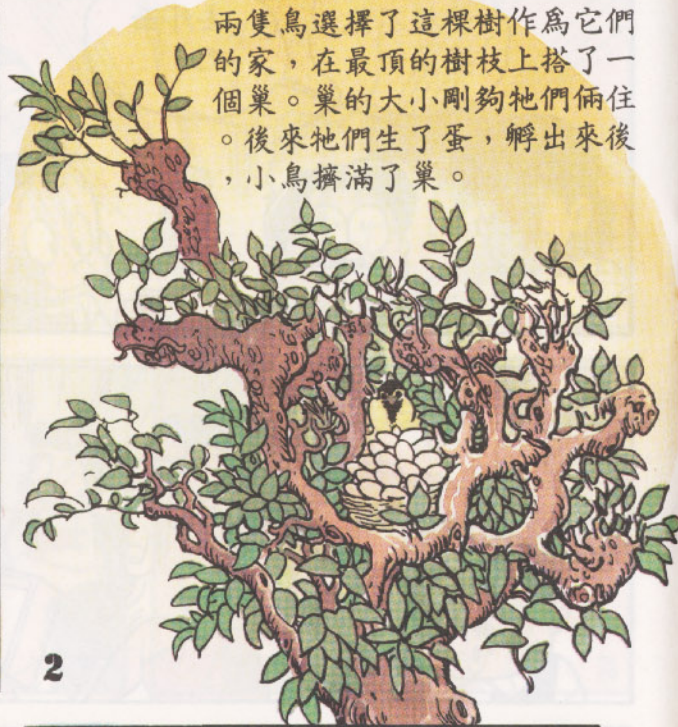 兩隻鳥選擇了這棵樹作爲它們
的家，在最頂的樹枝上搭了一
個巢。巢的大小剛夠牠們倆住
。後來牠們生了蛋，孵出來後
，小鳥擠滿了巢。
2